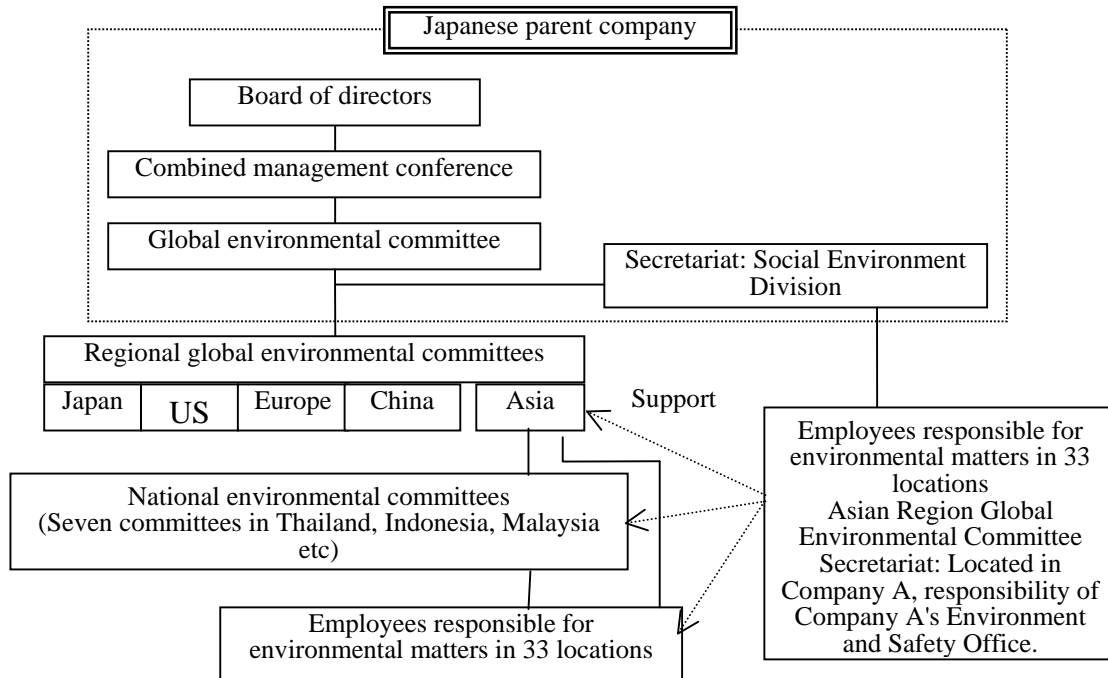 Japanese parent company
Board of directors
Combined management conference
Global environmental committee
Secretariat: Social Environment
Division
Regional global environmental committees
Japan
US
Europe
China
Asia
Support
Employees responsible for
environmental matters in 33
locations
Asian Region Global
Environmental Committee
Secretariat: Located in
Company A, responsibility of
Company A's Environment
and Safety Office.
National environmental committees
(Seven committees in Thailand, Indonesia, Malaysia
etc)
Employees responsible for
environmental matters in 33 locations